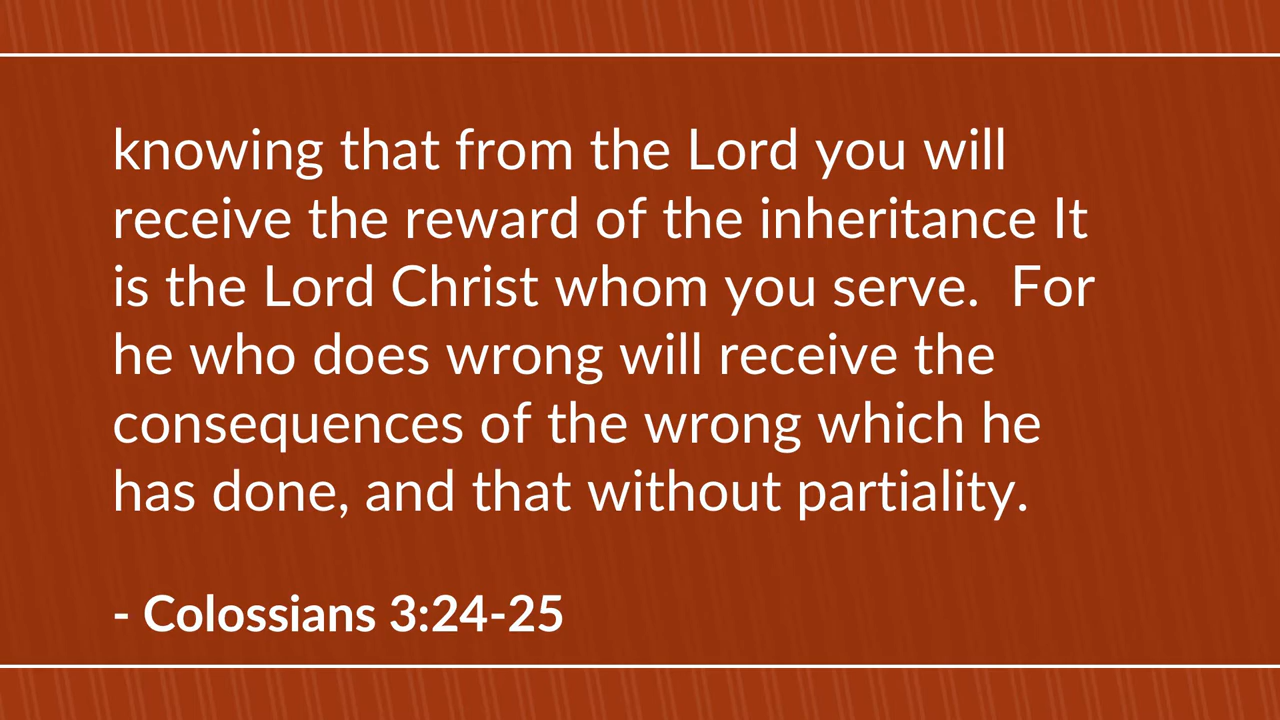 knowing that from the Lord you will
receive the reward of the inheritance It
is the Lord Christ whom you serve.  For
he who does wrong will receive the
consequences of the wrong which he
has done, and that without partiality.
- Colossians 3:24-25